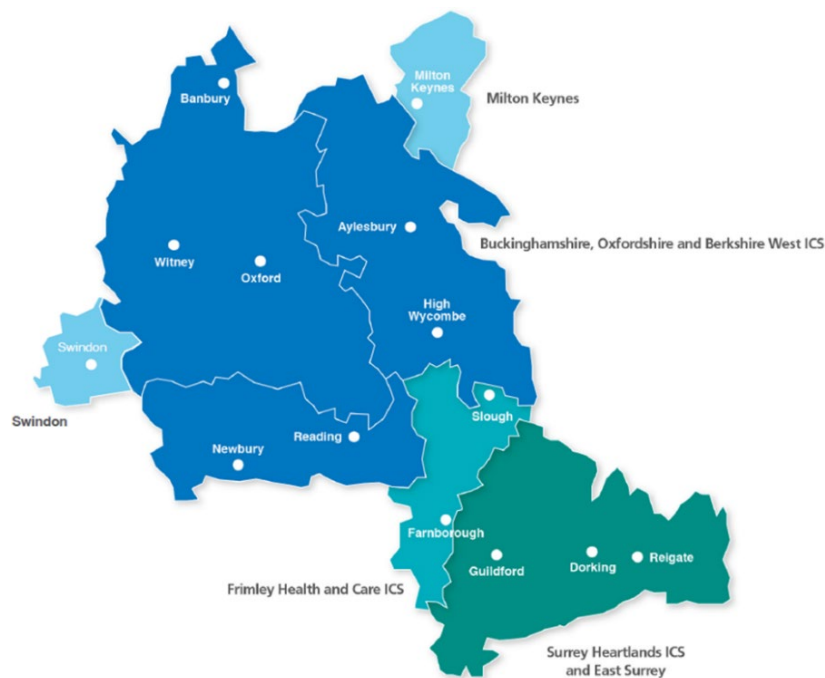 Milton
Keynes
Banbury
Milton Keynes
Aylesbury
Buckinghamshire, Oxfordshire and Berkshire West ICS
Witney
Oxford
High
Wycombe
Swindon
Slough
Swindon
Reading
Newbury
Farnborough
Guildford
Dorking
Reigate
Frimley Health and Care ICS
Surrey Heartlands ICS
and East Surrey